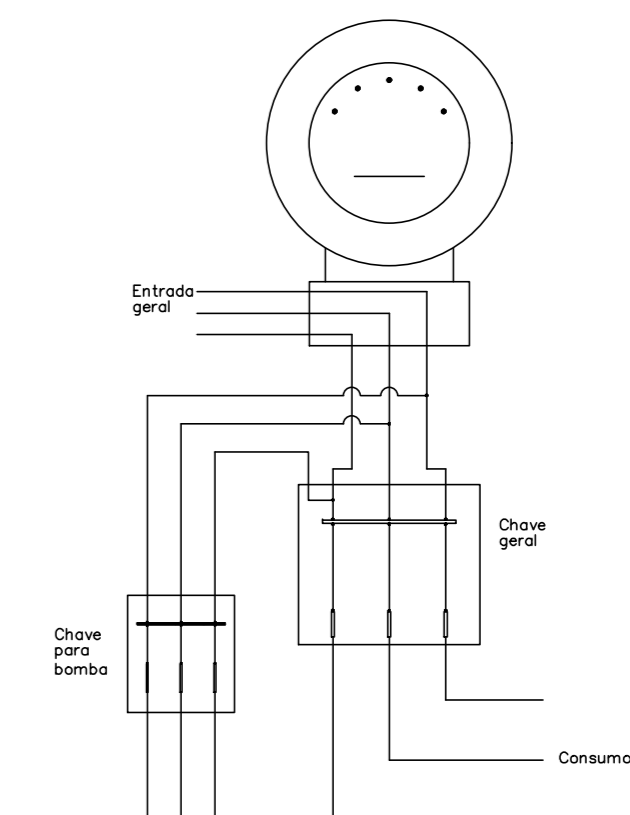 Entrada
geral
Chave
geral
Chave
para
bomba
Consumo